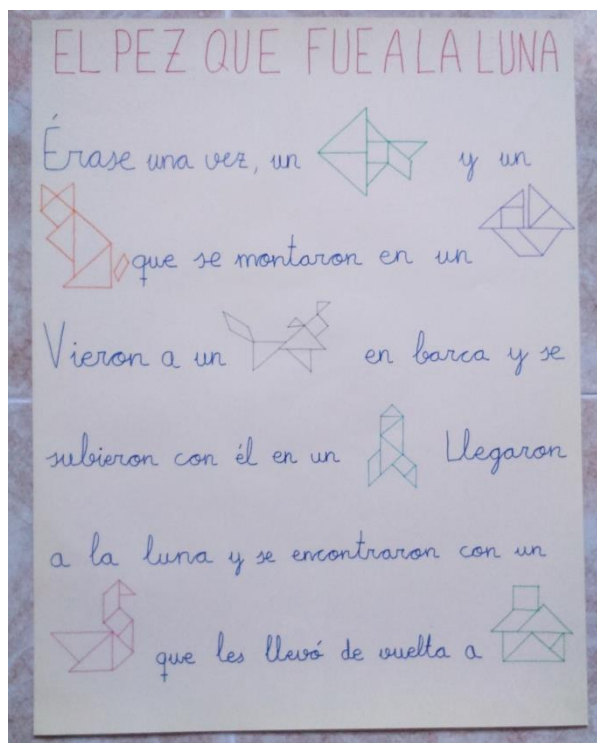 EL PEZ QUE FUE A LA LUNA
Érase una vez, un y un
que se montaron en un
Vieron a un en barca y se
subieron con él en un Llegaron
a la luna y se encontraron con un
que les llevó de vuelta a